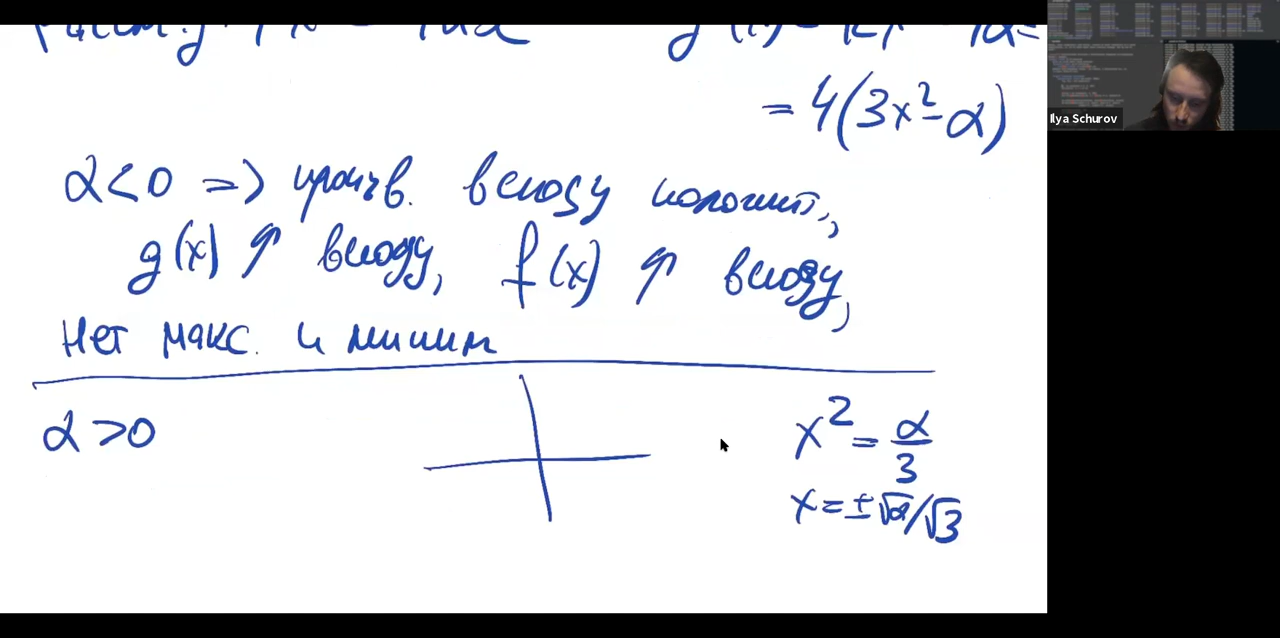 = 4(3x²-α)
α<0 => произв. всюду положит.,
g(x) ↑ всюду, f(x) ↑ всюду,
Нет макс. и миним
α>0
x² = α/3
x = ±√α/√3
Ilya Schurov